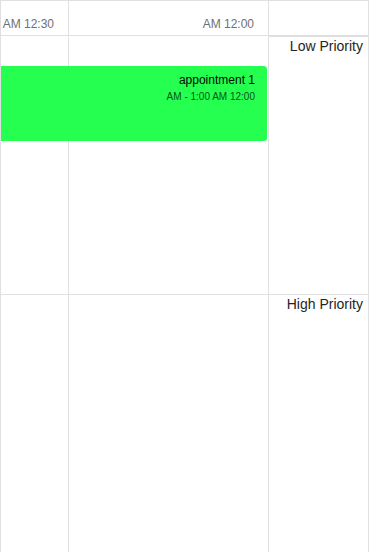 AM 12:00
AM 12:30
Low Priority
appointment 1
AM - 1:00 AM 12:00
High Priority